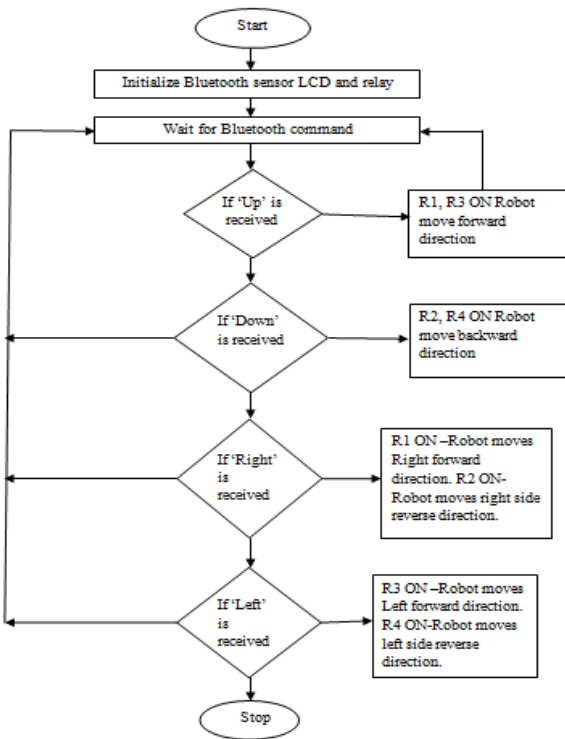 Start
Initialize Bluetooth sensor LCD and relay
Wait for Bluetooth command
If ‘Up’ is
received
R1, R3 ON Robot
move forward
direction
If ‘Down’
is received
R2, R4 ON Robot
move backward
direction
If ‘Right’
is
received
R1 ON –Robot moves
Right forward
direction. R2 ON-
Robot moves right side
reverse direction.
If ‘Left’
is
received
R3 ON –Robot moves
Left forward direction.
R4 ON-Robot moves
left side reverse
direction.
Stop